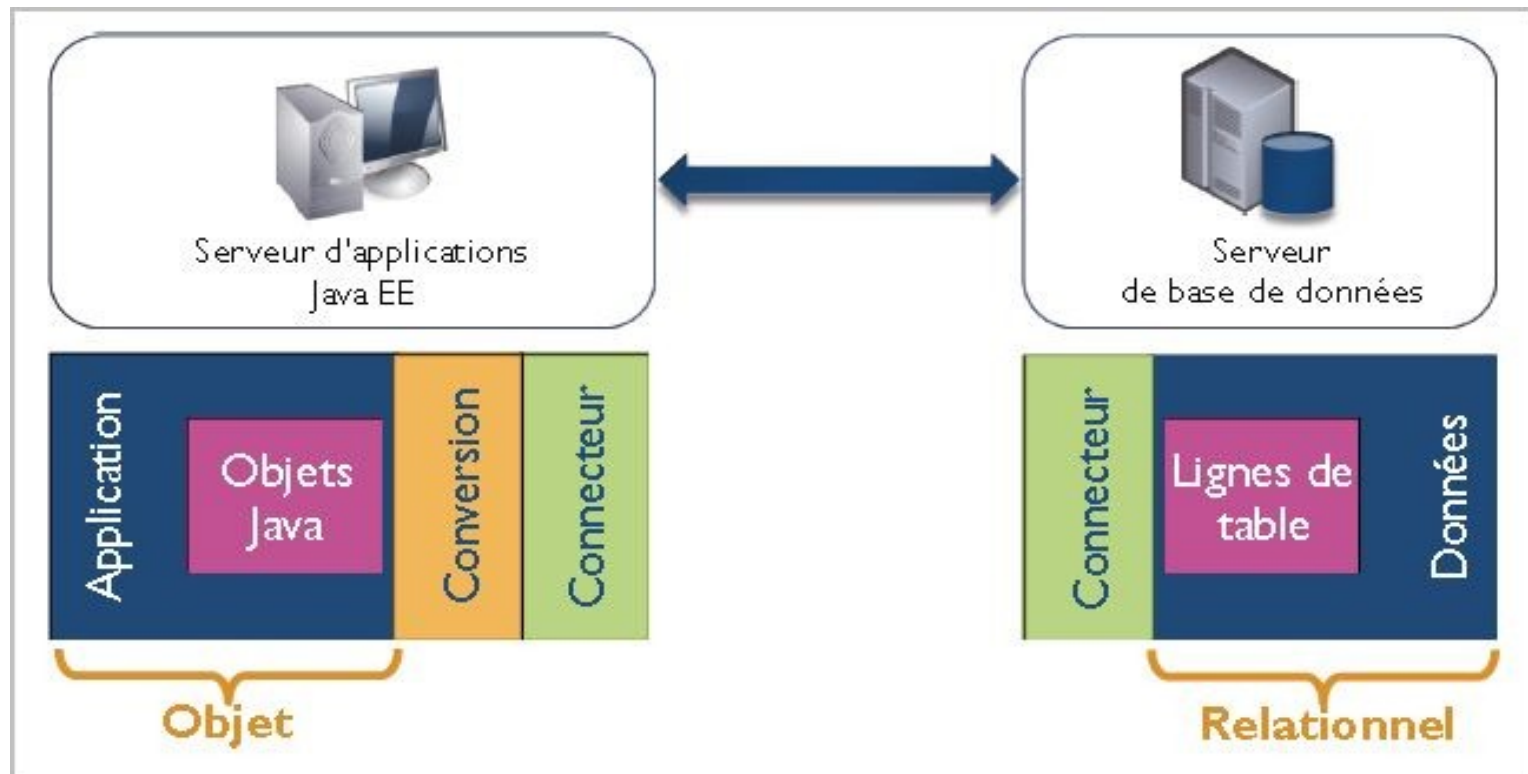 Serveur d'applications
Java EE
Serveur
de base de données
Application
Objets
Java
Conversion
Connecteur
Connecteur
Lignes de
table
Données
Objet
Relationnel